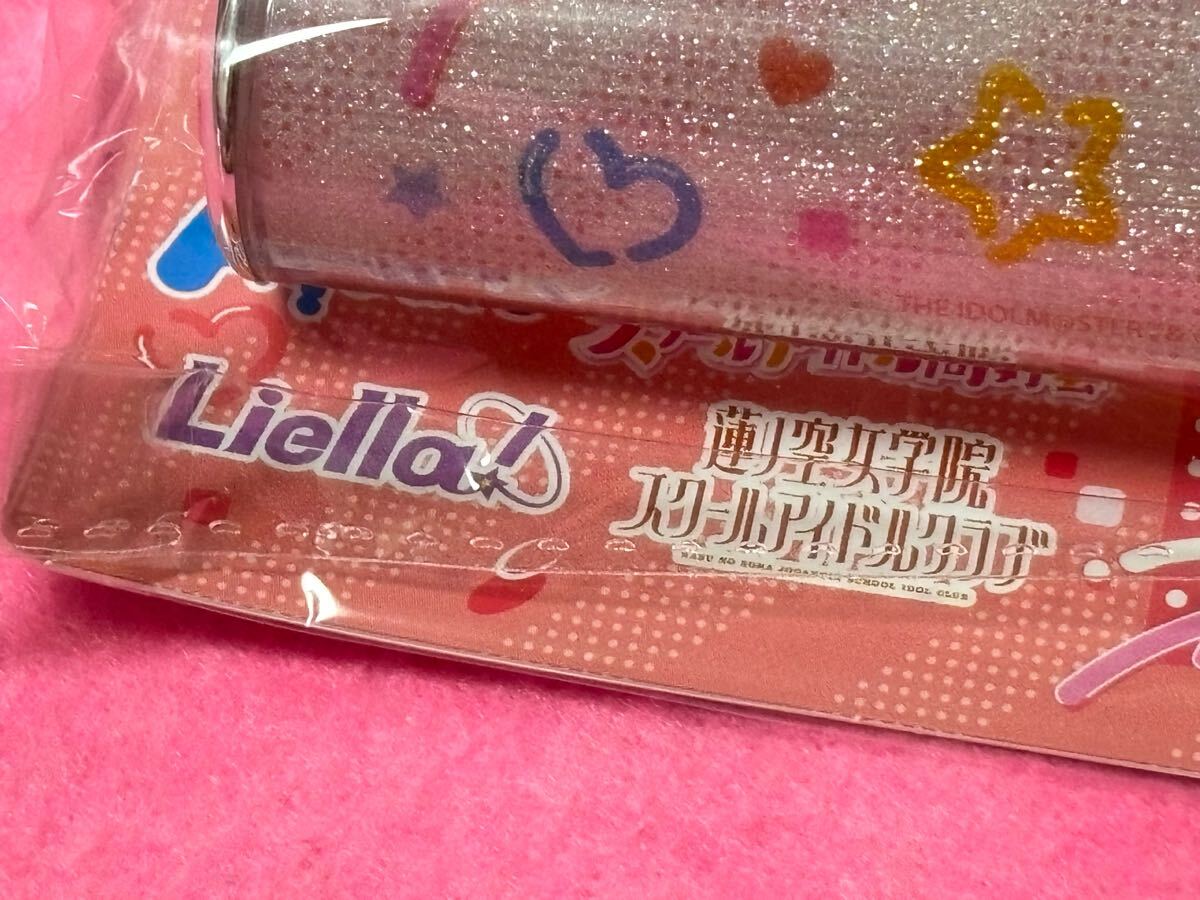 THE IDOLM@STER
Liella!
蓮ノ空女学院
スクールアイドルクラブ
HASU NO SORA JOGAKUIN SCHOOL IDOL CLUB